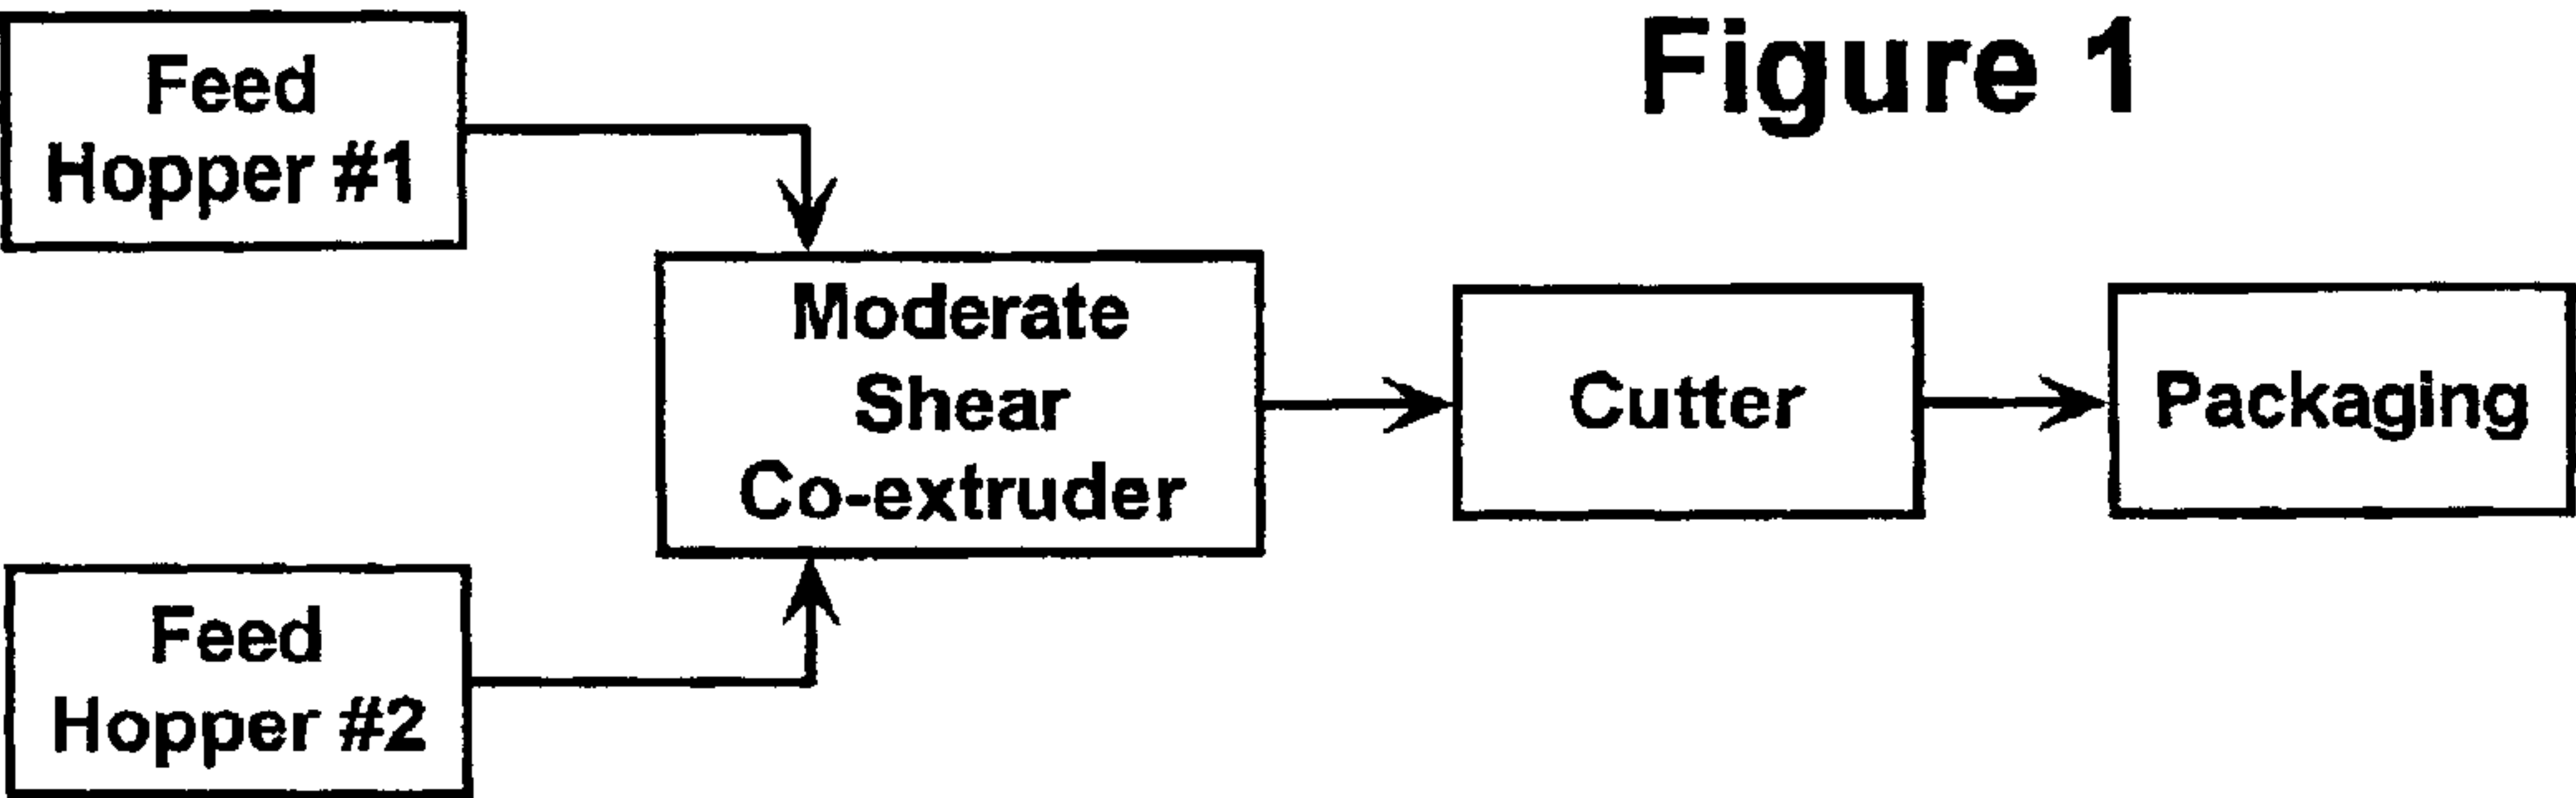 Figure 1
Feed
Hopper #1
Moderate
Shear
Co-extruder
Cutter
Packaging
Feed
Hopper #2